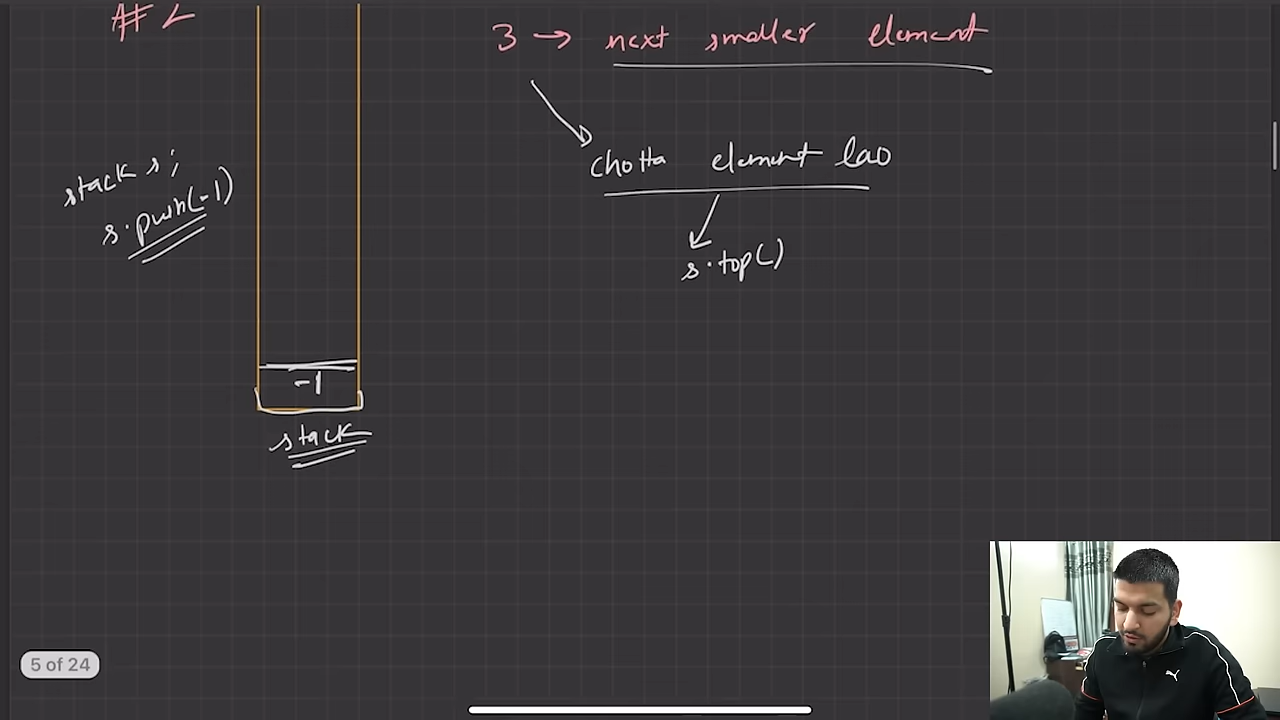 #2
3 → next smaller element
chotta element lao
stack s;
s.push(-1)
s.top()
-1
stack
5 of 24